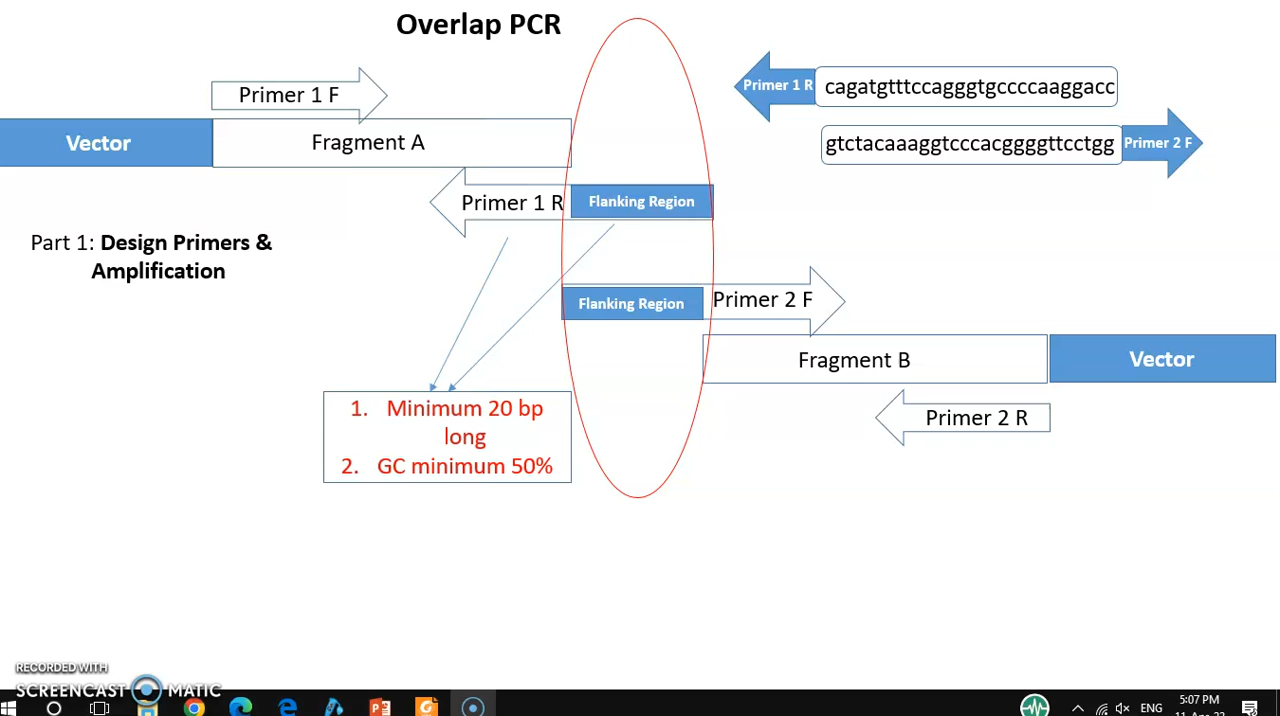 Overlap PCR
Primer 1 F
Primer 1 R
cagatgtttccagggtgccccaaggacc
gtctacaaaggtcccacggggttcctgg
Primer 2 F
Vector
Fragment A
Primer 1 R
Flanking Region
Part 1: Design Primers &
Amplification
Flanking Region
Primer 2 F
Fragment B
Vector
1. Minimum 20 bp
long
2. GC minimum 50%
Primer 2 R
RECORDED WITH
SCREENCAST MATIC
ENG
5:07 PM